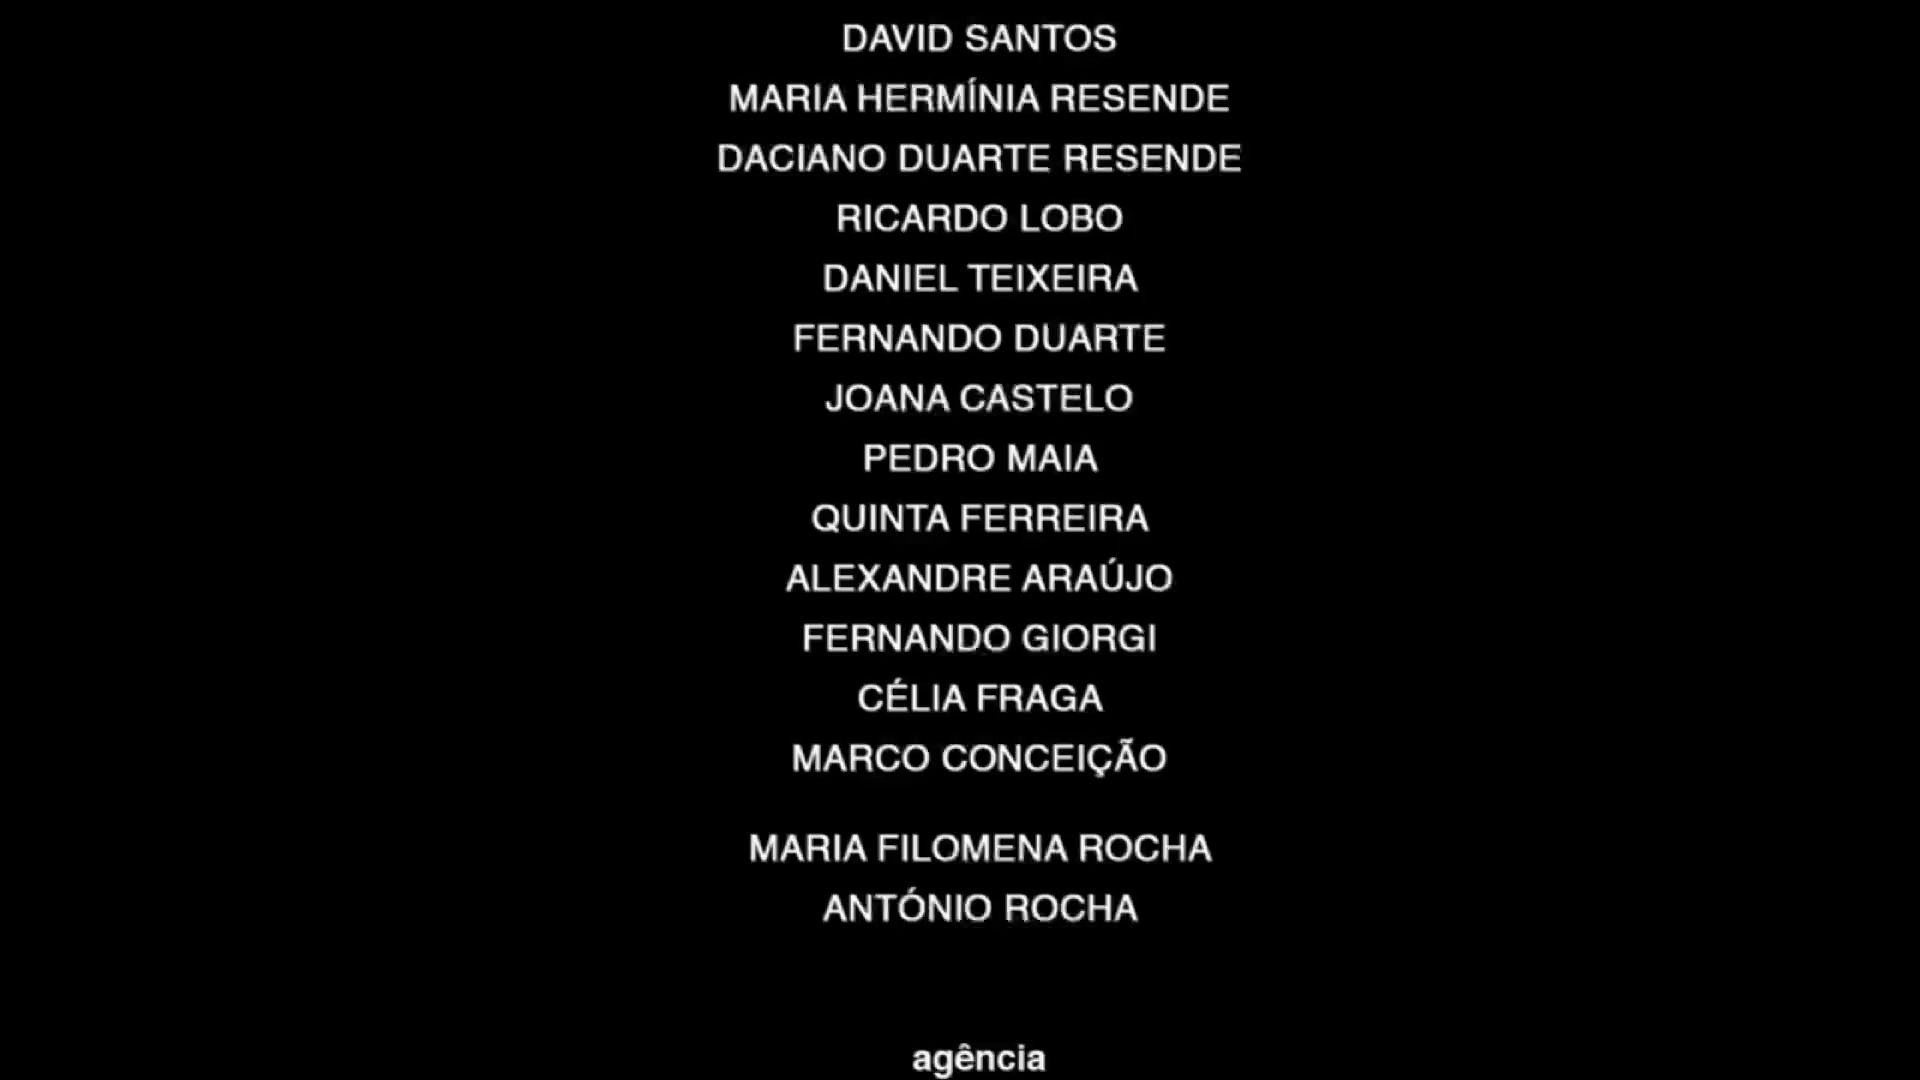 DAVID SANTOS
MARIA HERMÍNIA RESENDE
DACIANO DUARTE RESENDE
RICARDO LOBO
DANIEL TEIXEIRA
FERNANDO DUARTE
JOANA CASTELO
PEDRO MAIA
QUINTA FERREIRA
ALEXANDRE ARAÚJO
FERNANDO GIORGI
CÉLIA FRAGA
MARCO CONCEIÇÃO
MARIA FILOMENA ROCHA
ANTÓNIO ROCHA
agência